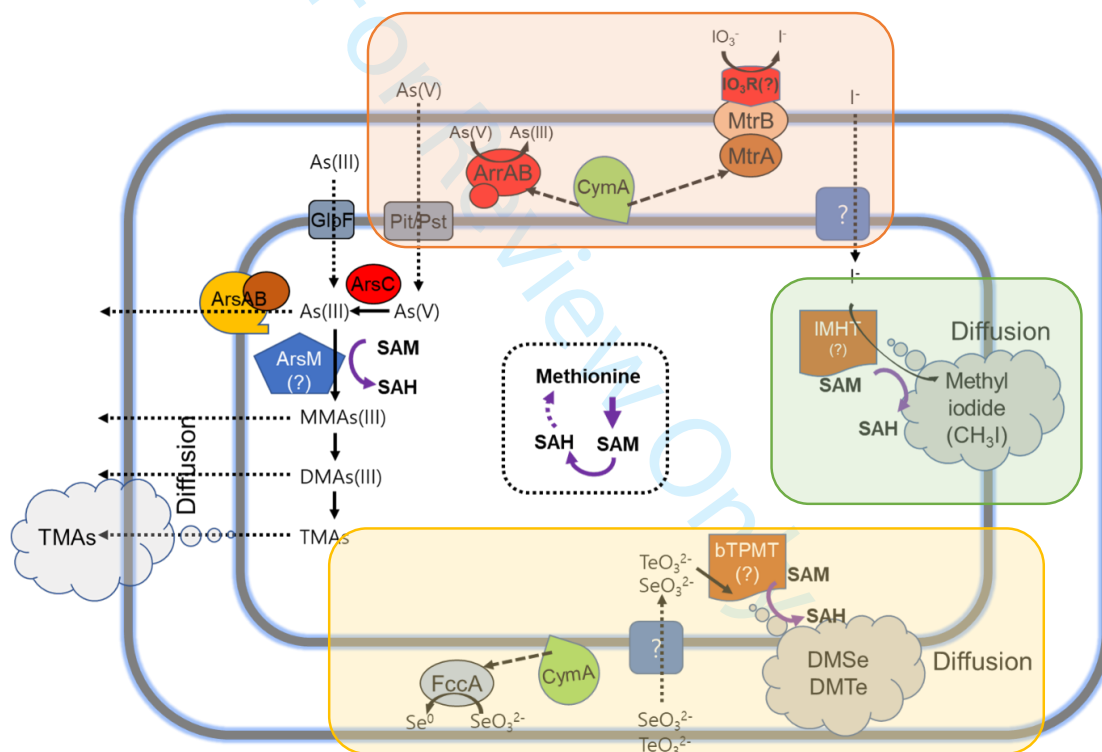 For Review Only
IO₃⁻ I⁻
IO₃R(?)
MtrB
MtrA
As(V)
As(V) As(III)
ArrAB
CymA
I⁻
?
As(III)
GlpF
Pit/Pst
ArsC
ArsAB
As(III) As(V)
ArsM
(?)
SAM
SAH
MMAs(III)
DMAs(III)
TMAs
Diffusion
TMAs
Methionine
SAH SAM
I⁻
IMHT
(?)
SAM
SAH
Diffusion
Methyl
iodide
(CH₃I)
bTPMT
(?)
TeO₃²⁻
SeO₃²⁻
SAM
SAH
?
CymA
FccA
Se⁰ SeO₃²⁻
SeO₃²⁻
TeO₃²⁻
DMSe
DMTe
Diffusion